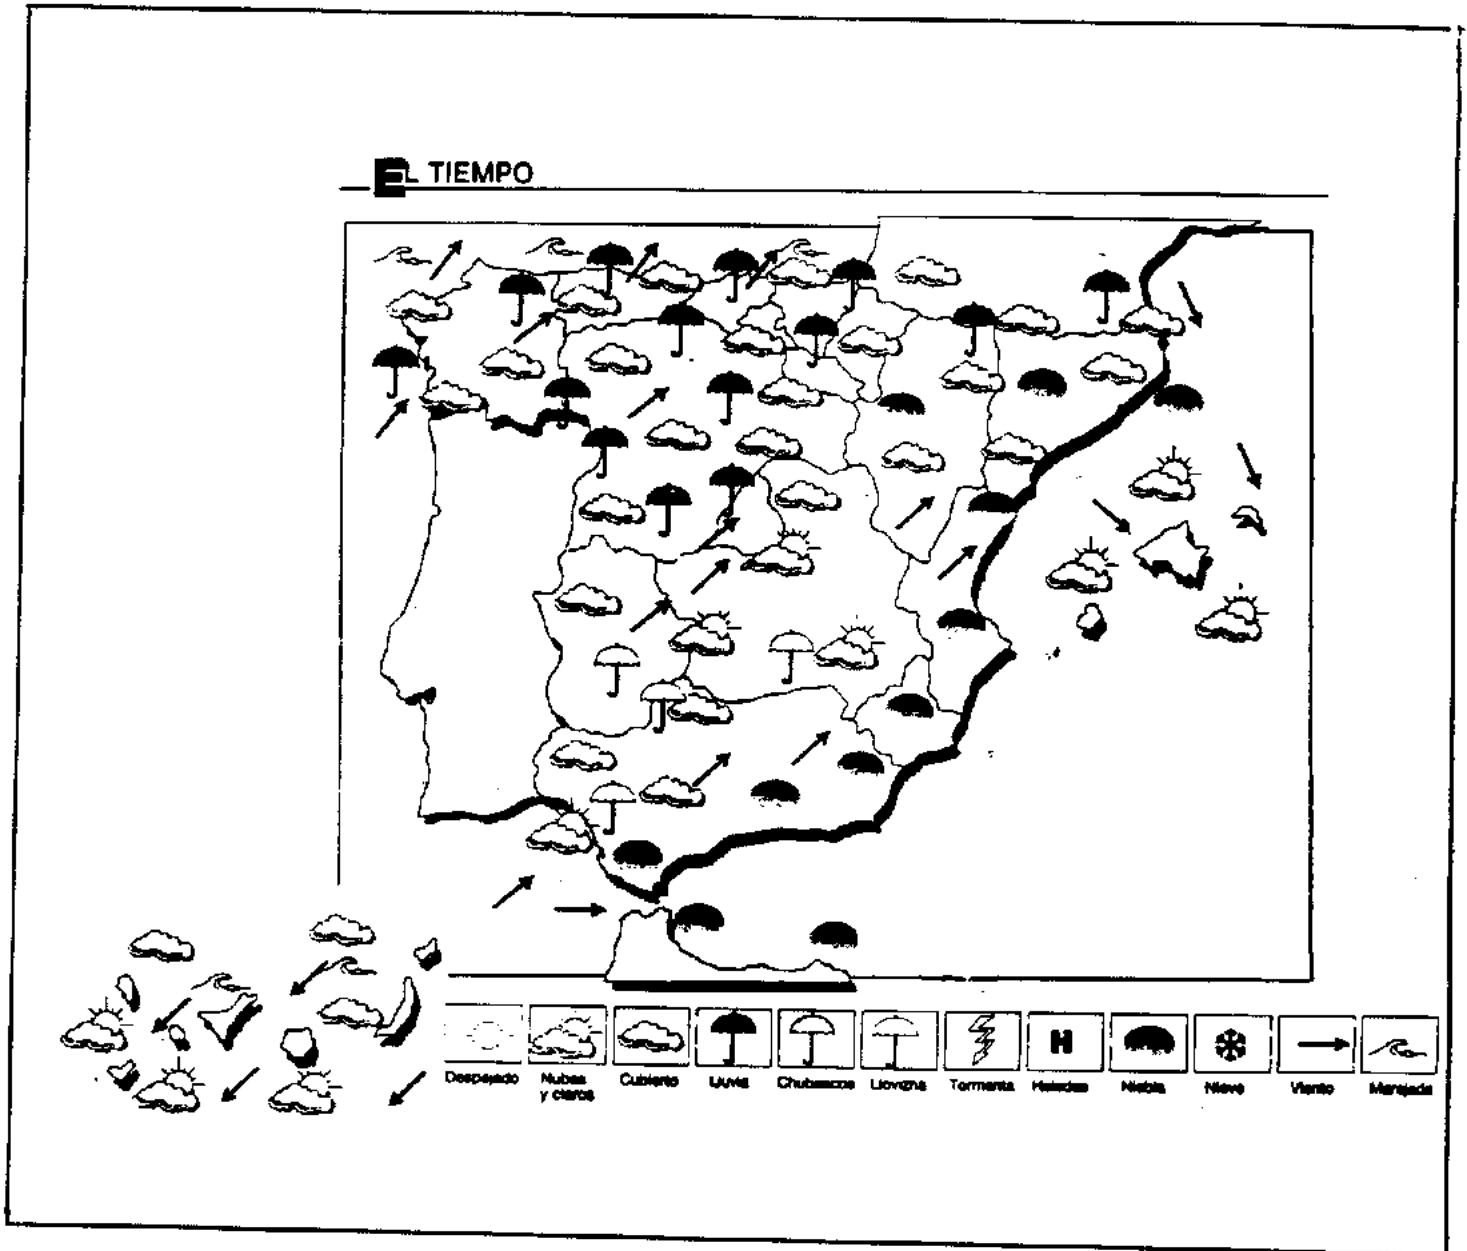 EL TIEMPO
Despejado Nubes Cubierto Lluvia Chubascos Llovizna Tormenta H Heladas Niebla Nieve Viento Marejada
y claros